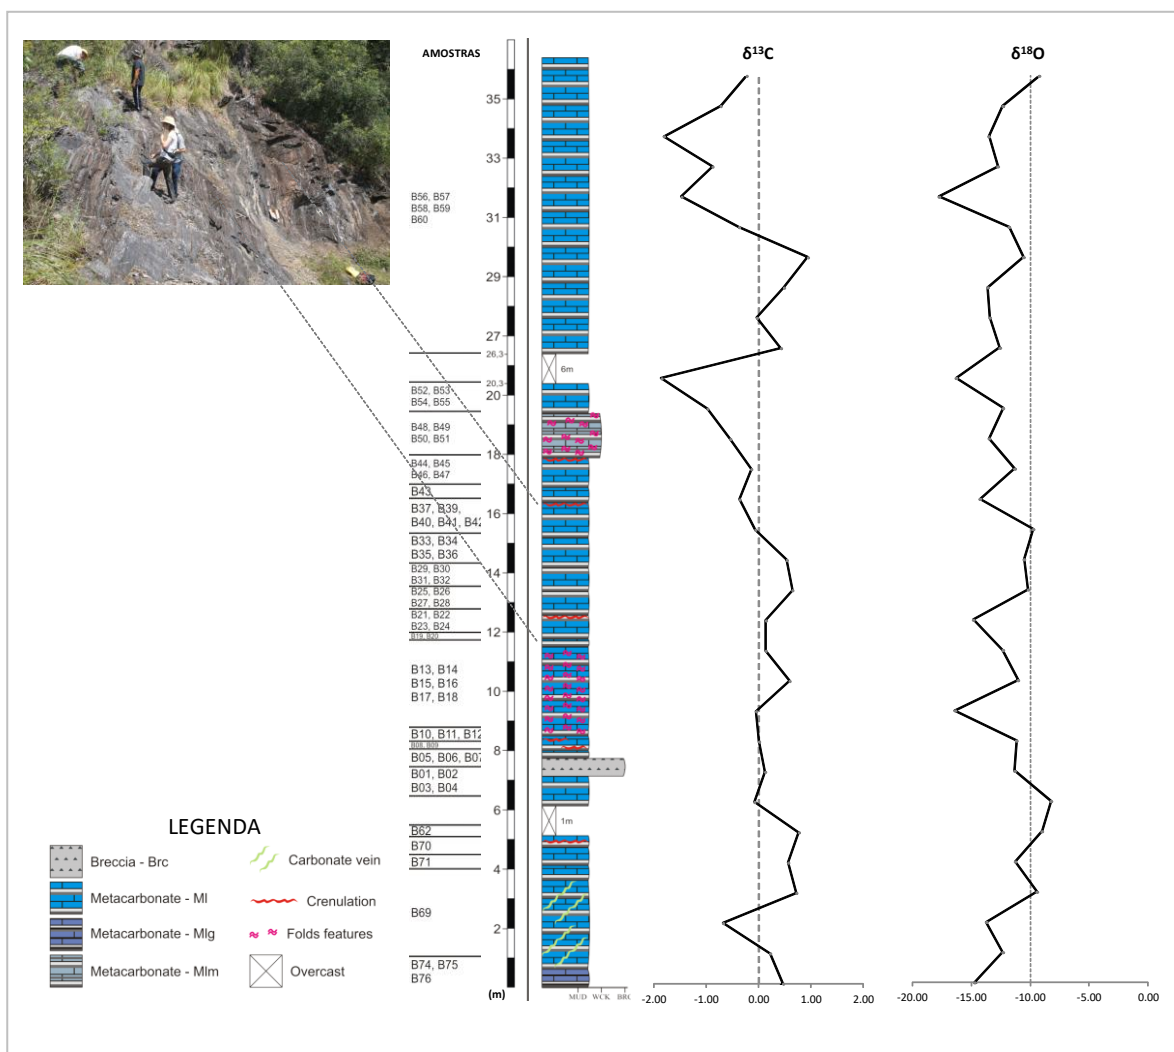 AMOSTRAS
δ¹³C
δ¹⁸O
35
33
B56, B57
B58, B59
B60
31
29
27
26.3
6m
20.3
B52, B53
B54, B55
20
B48, B49
B50, B51
18
B44, B45
B46, B47
B43
B37, B39,
B40, B41, B42
16
B33, B34
B35, B36
B29, B30
B31, B32
14
B25, B26
B27, B28
B21, B22
B23, B24
12
B19, B20
B13, B14
B15, B16
B17, B18
10
B10, B11, B12
B08, B09
8
B05, B06, B07
B01, B02
B03, B04
6
1m
B62
B70
B71
4
B69
2
B74, B75
B76
(m)
MUD WCK BRC
-2.00 -1.00 0.00 1.00 2.00
-20.00 -10.00 0.00
LEGENDA
Breccia - Brc
Metacarbonate - Ml
Metacarbonate - Mlg
Metacarbonate - Mlm
Carbonate vein
Crenulation
Folds features
Overcast